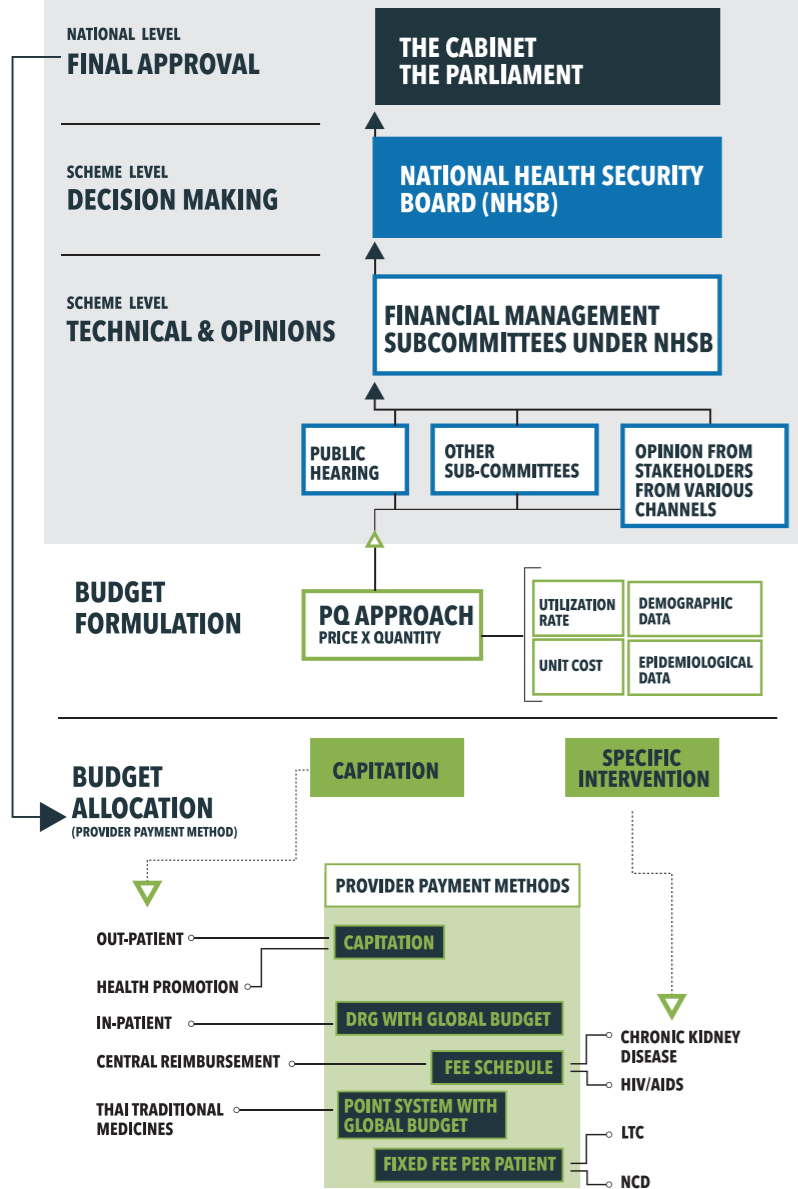 NATIONAL LEVEL
FINAL APPROVAL
THE CABINET
THE PARLIAMENT
SCHEME LEVEL
DECISION MAKING
NATIONAL HEALTH SECURITY
BOARD (NHSB)
SCHEME LEVEL
TECHNICAL & OPINIONS
FINANCIAL MANAGEMENT
SUBCOMMITTEES UNDER NHSB
PUBLIC
HEARING
OTHER
SUB-COMMITTEES
OPINION FROM
STAKEHOLDERS
FROM VARIOUS
CHANNELS
BUDGET
FORMULATION
PQ APPROACH
PRICE X QUANTITY
UTILIZATION
RATE
DEMOGRAPHIC
DATA
UNIT COST
EPIDEMIOLOGICAL
DATA
BUDGET
ALLOCATION
(PROVIDER PAYMENT METHOD)
CAPITATION
SPECIFIC
INTERVENTION
PROVIDER PAYMENT METHODS
OUT-PATIENT
CAPITATION
HEALTH PROMOTION
IN-PATIENT
DRG WITH GLOBAL BUDGET
CENTRAL REIMBURSEMENT
FEE SCHEDULE
CHRONIC KIDNEY
DISEASE
HIV/AIDS
THAI TRADITIONAL
MEDICINES
POINT SYSTEM WITH
GLOBAL BUDGET
FIXED FEE PER PATIENT
LTC
NCD